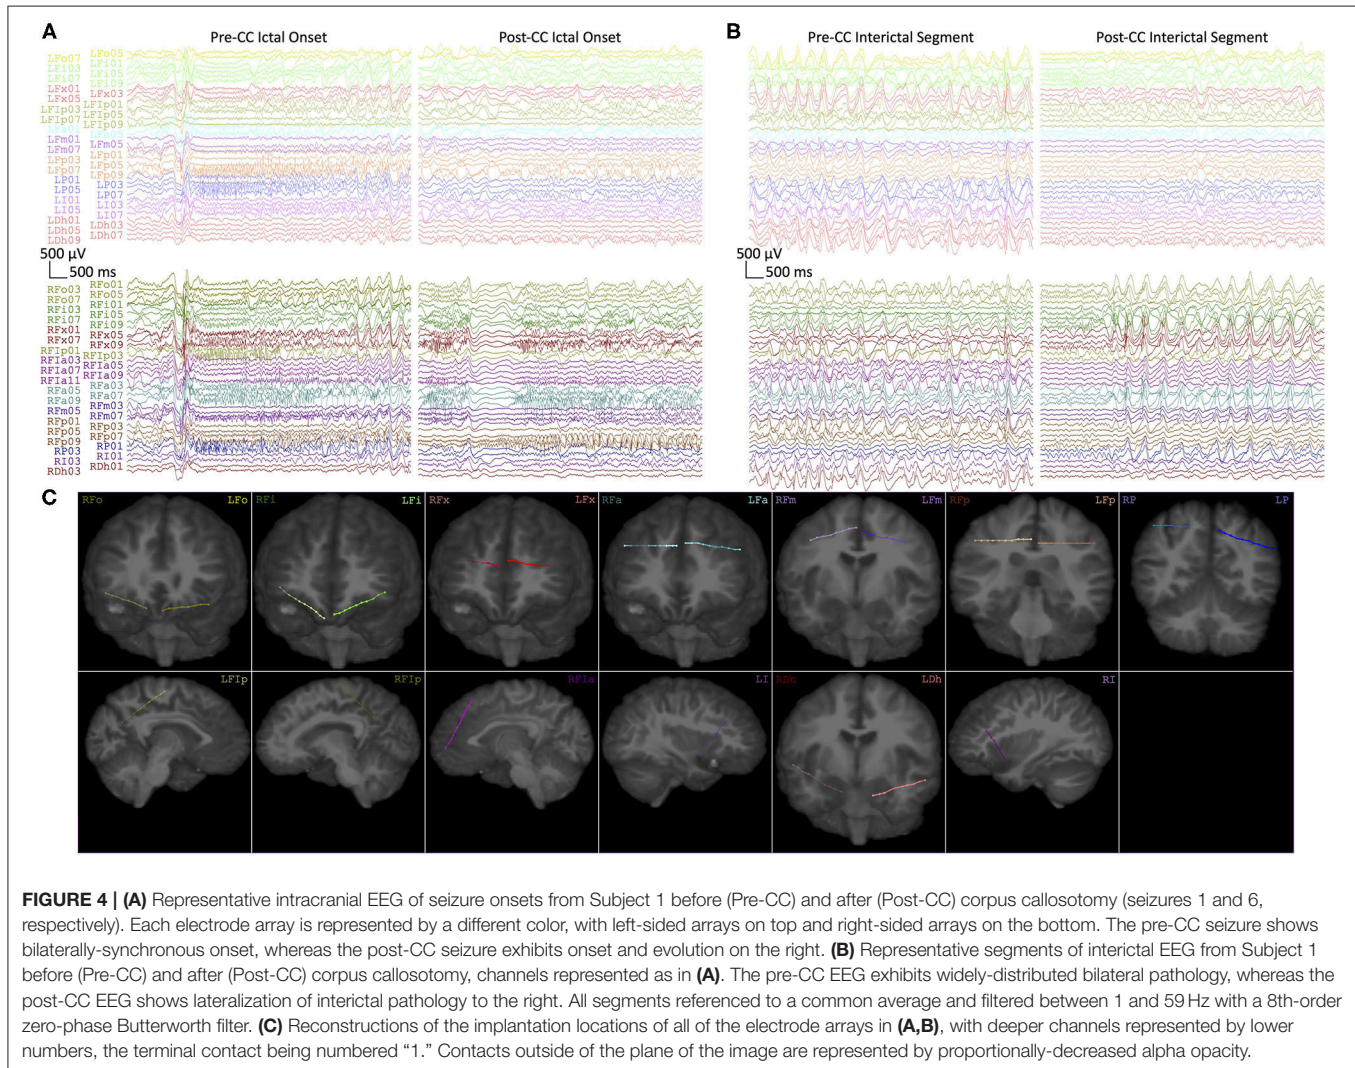 A
Pre-CC Ictal Onset
Post-CC Ictal Onset
B
Pre-CC Interictal Segment
Post-CC Interictal Segment
LFo05
LFo07
LFi01
LFi03
LFi05
LFi07
LFi09
LFx01
LFx03
LFx05
LFIp01
LFIp03
LFIp05
LFIp07
LFIp09
LFm01
LFm05
LFm07
LFp01
LFp03
LFp05
LFp07
LFp09
LP01
LP03
LP05
LP07
LI01
LI03
LI05
LI07
LDh01
LDh03
LDh05
LDh07
LDh09
500 µV
500 ms
500 µV
500 ms
RFo01
RFo03
RFo05
RFo07
RFi01
RFi03
RFi05
RFi07
RFi09
RFx01
RFx05
RFx07
RFx09
RFIp01
RFIp03
RFIa03
RFIa05
RFIa07
RFIa09
RFIa11
RFa03
RFa05
RFa07
RFa09
RFm03
RFm05
RFm07
RFp01
RFp03
RFp05
RFp07
RFp09
RP01
RP03
RI01
RI03
RDh01
RDh03
C
RFo LFo RFi LFi RFx LFx RFa LFa RFm LFm RFp LFp RP LP
LFIp RFIp RFIa LI RDh LDh RI
FIGURE 4 | (A) Representative intracranial EEG of seizure onsets from Subject 1 before (Pre-CC) and after (Post-CC) corpus callosotomy (seizures 1 and 6,
respectively). Each electrode array is represented by a different color, with left-sided arrays on top and right-sided arrays on the bottom. The pre-CC seizure shows
bilaterally-synchronous onset, whereas the post-CC seizure exhibits onset and evolution on the right. (B) Representative segments of interictal EEG from Subject 1
before (Pre-CC) and after (Post-CC) corpus callosotomy, channels represented as in (A). The pre-CC EEG exhibits widely-distributed bilateral pathology, whereas the
post-CC EEG shows lateralization of interictal pathology to the right. All segments referenced to a common average and filtered between 1 and 59 Hz with a 8th-order
zero-phase Butterworth filter. (C) Reconstructions of the implantation locations of all of the electrode arrays in (A,B), with deeper channels represented by lower
numbers, the terminal contact being numbered “1.” Contacts outside of the plane of the image are represented by proportionally-decreased alpha opacity.